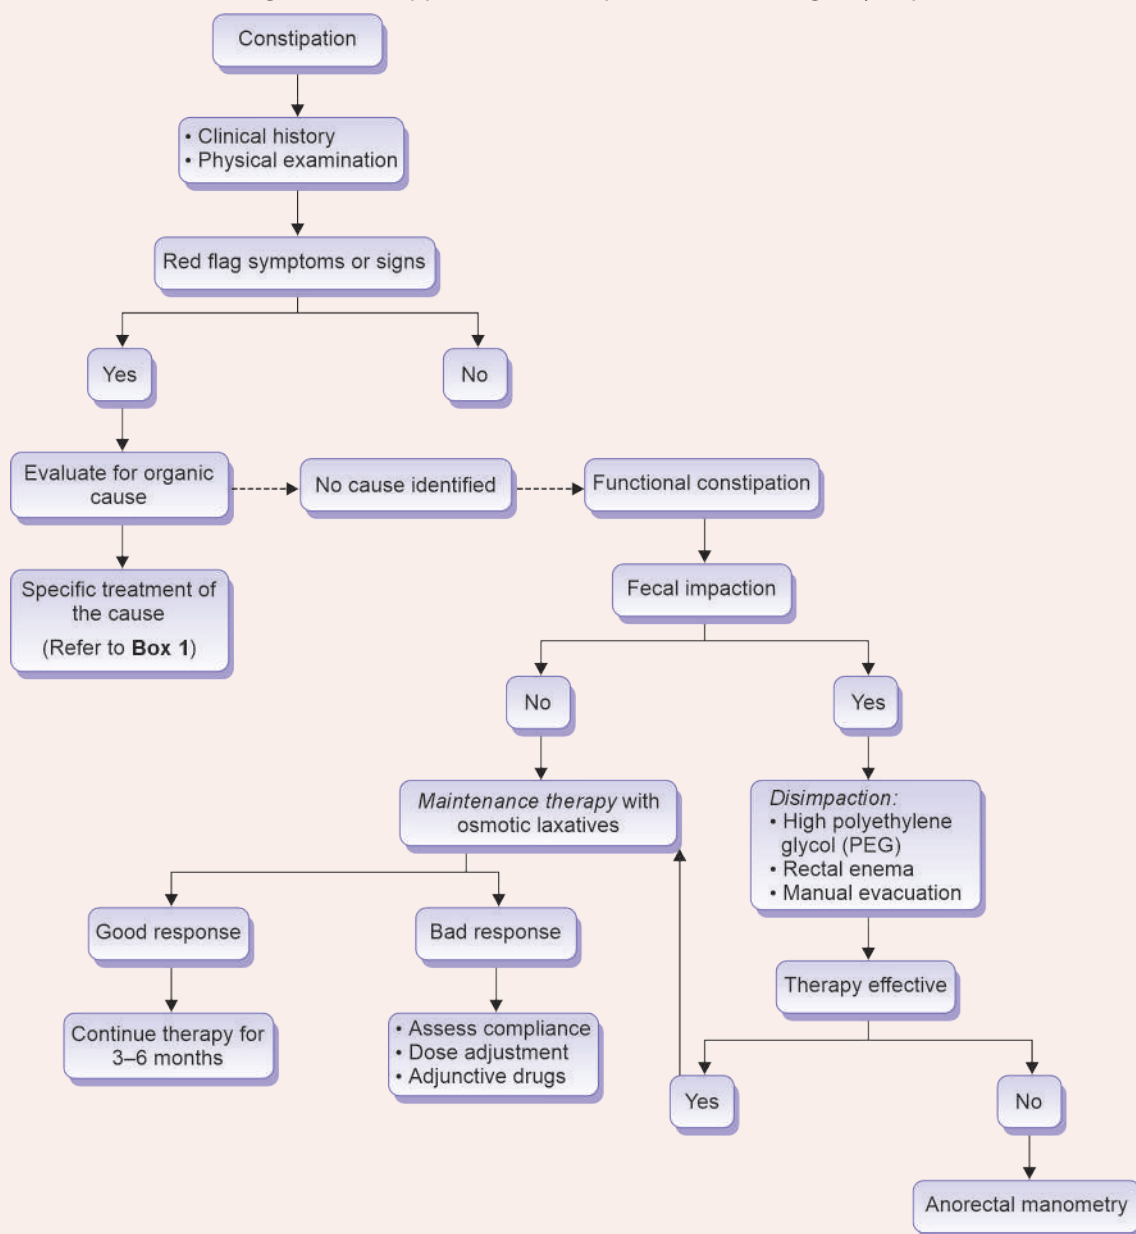 Constipation
• Clinical history
• Physical examination
Red flag symptoms or signs
Yes
No
Evaluate for organic
cause
No cause identified
Functional constipation
Specific treatment of
the cause
(Refer to Box 1)
Fecal impaction
No
Yes
Maintenance therapy with
osmotic laxatives
Disimpaction:
• High polyethylene
glycol (PEG)
• Rectal enema
• Manual evacuation
Good response
Bad response
Therapy effective
Continue therapy for
3–6 months
• Assess compliance
• Dose adjustment
• Adjunctive drugs
Yes
No
Anorectal manometry